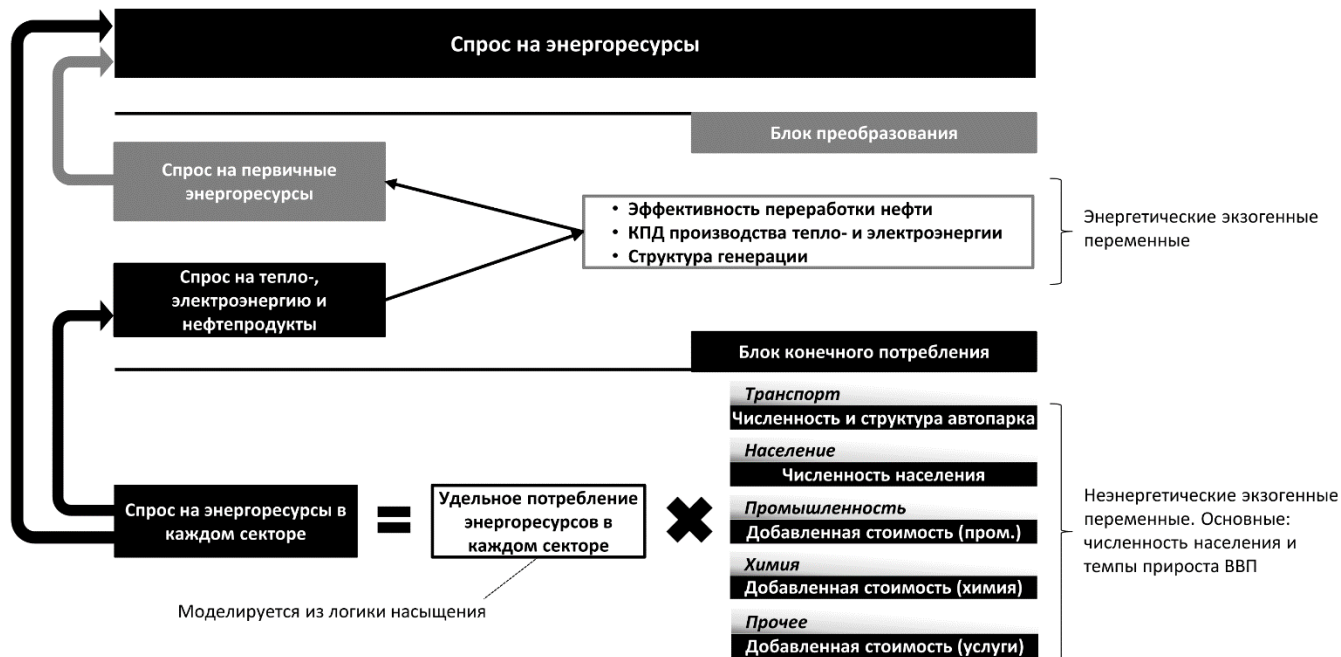 Спрос на энергоресурсы
Блок преобразования
Спрос на первичные
энергоресурсы
• Эффективность переработки нефти
• КПД производства тепло- и электроэнергии
• Структура генерации
Энергетические экзогенные
переменные
Спрос на тепло-,
электроэнергию и
нефтепродукты
Блок конечного потребления
Транспорт
Численность и структура автопарка
Население
Численность населения
Спрос на энергоресурсы в
каждом секторе
=
Удельное потребление
энергоресурсов в
каждом секторе
✖
Промышленность
Добавленная стоимость (пром.)
Химия
Добавленная стоимость (химия)
Прочее
Добавленная стоимость (услуги)
Неэнергетические экзогенные
переменные. Основные:
численность населения и
темпы прироста ВВП
Моделируется из логики насыщения